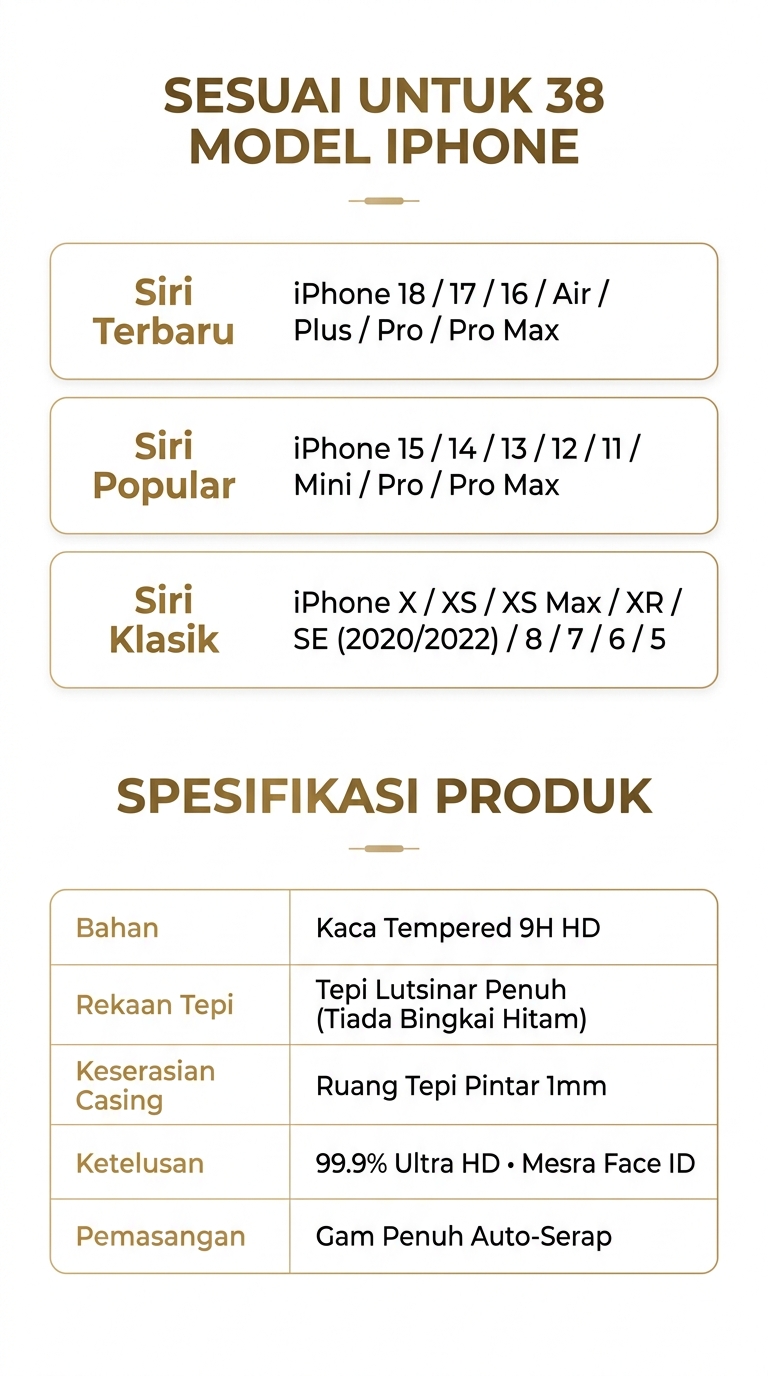 SESUAI UNTUK 38
MODEL IPHONE
Siri
Terbaru
iPhone 18 / 17 / 16 / Air /
Plus / Pro / Pro Max
Siri
Popular
iPhone 15 / 14 / 13 / 12 / 11 /
Mini / Pro / Pro Max
Siri
Klasik
iPhone X / XS / XS Max / XR /
SE (2020/2022) / 8 / 7 / 6 / 5
SPESIFIKASI PRODUK
Bahan
Kaca Tempered 9H HD
Rekaan Tepi
Tepi Lutsinar Penuh
(Tiada Bingkai Hitam)
Keserasian
Casing
Ruang Tepi Pintar 1mm
Ketelusan
99.9% Ultra HD • Mesra Face ID
Pemasangan
Gam Penuh Auto-Serap